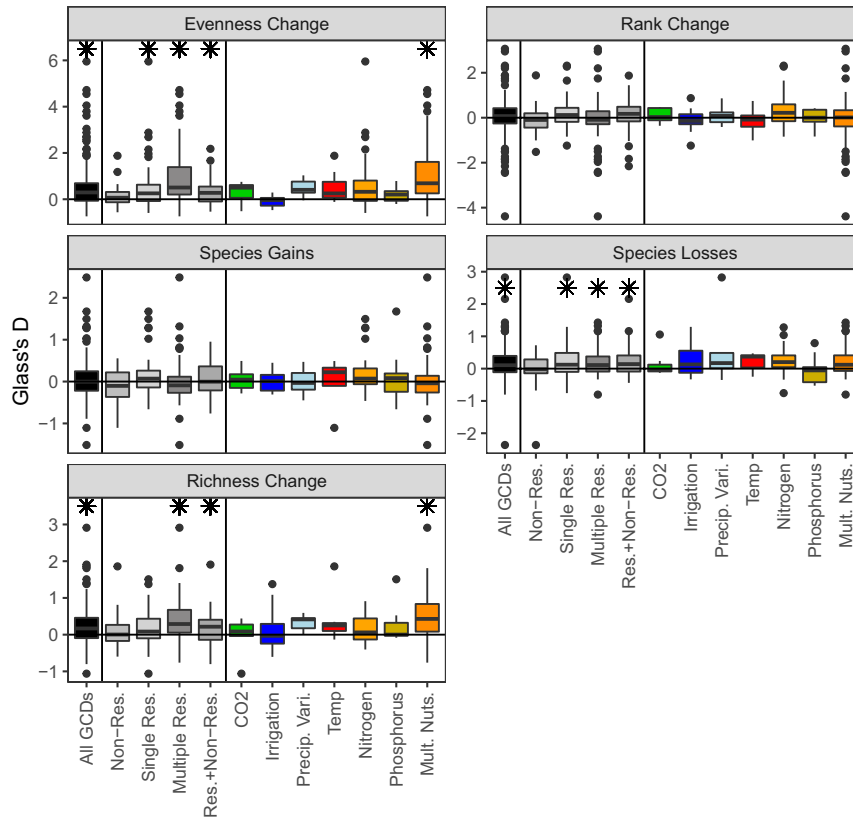 Evenness Change
Rank Change
6
4
2
0
2
0
−2
−4
Species Gains
Species Losses
Glass's D
2
1
0
−1
3
2
1
0
−1
−2
Richness Change
3
2
1
0
−1
All GCDs
Non−Res.
Single Res.
Multiple Res.
Res.+Non−Res.
CO2
Irrigation
Precip. Vari.
Temp
Nitrogen
Phosphorus
Mult. Nuts.
All GCDs
Non−Res.
Single Res.
Multiple Res.
Res.+Non−Res.
CO2
Irrigation
Precip. Vari.
Temp
Nitrogen
Phosphorus
Mult. Nuts.